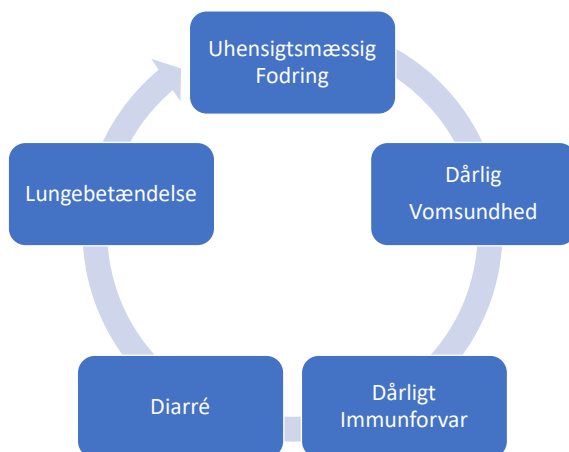 Uhensigtsmæssig
Fodring
Dårlig
Vomsundhed
Dårligt
Immunforvar
Diarré
Lungebetændelse